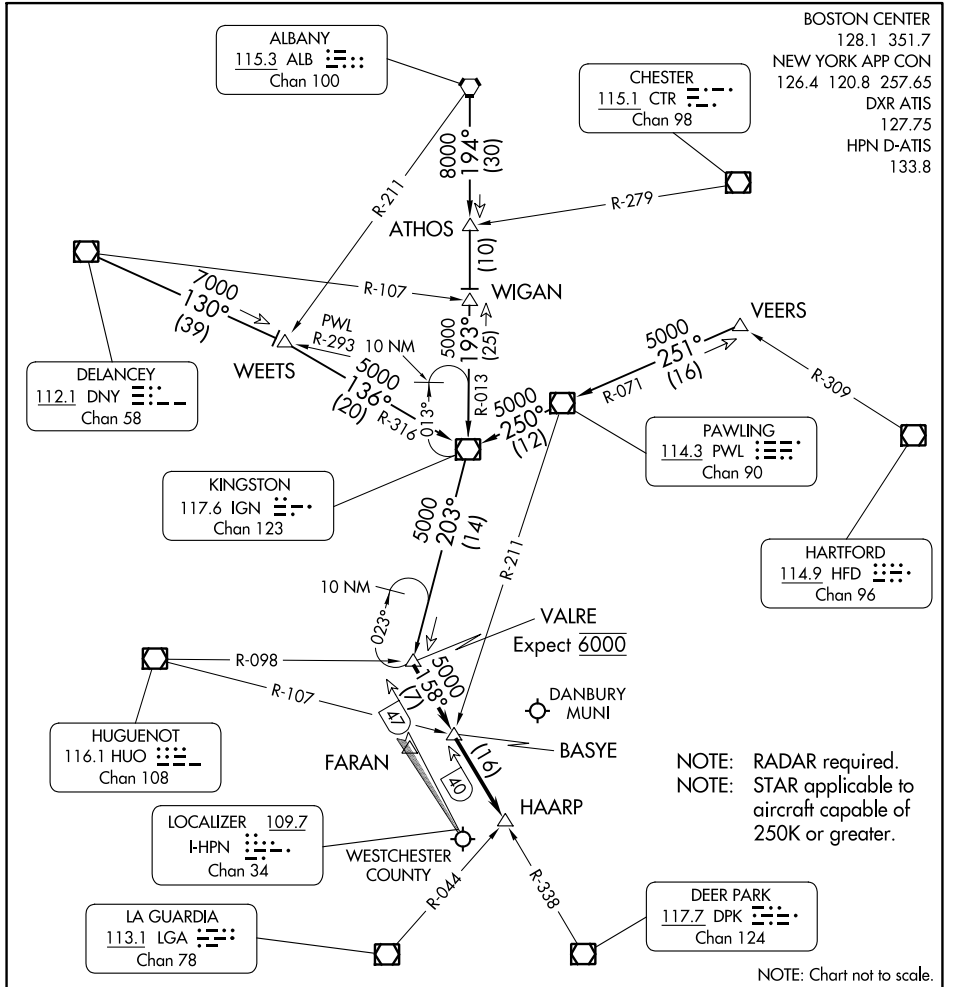 BOSTON CENTER
128.1 351.7
NEW YORK APP CON
126.4 120.8 257.65
DXR ATIS
127.75
HPN D-ATIS
133.8
ALBANY
115.3 ALB
Chan 100
CHESTER
115.1 CTR
Chan 98
8000
194°
(30)
R-211
R-279
ATHOS
(10)
R-107
WIGAN
7000
130°
(39)
WEETS
PWL
R-293
10 NM
5000
193°
(25)
R-013
013°
5000
136°
(20)
R-316
VEERS
5000
251°
(16)
R-071
R-309
5000
250°
(12)
DELANCEY
112.1 DNY
Chan 58
PAWLING
114.3 PWL
Chan 90
KINGSTON
117.6 IGN
Chan 123
5000
203°
(14)
R-211
HARTFORD
114.9 HFD
Chan 96
10 NM
023°
VALRE
Expect 6000
R-098
R-107
5000
158°
(7)
47
DANBURY
MUNI
BASYE
HUGUENOT
116.1 HUO
Chan 108
FARAN
40
(16)
HAARP
NOTE: RADAR required.
NOTE: STAR applicable to
aircraft capable of
250K or greater.
LOCALIZER 109.7
I-HPN
Chan 34
WESTCHESTER
COUNTY
R-044
R-338
LA GUARDIA
113.1 LGA
Chan 78
DEER PARK
117.7 DPK
Chan 124
NOTE: Chart not to scale.